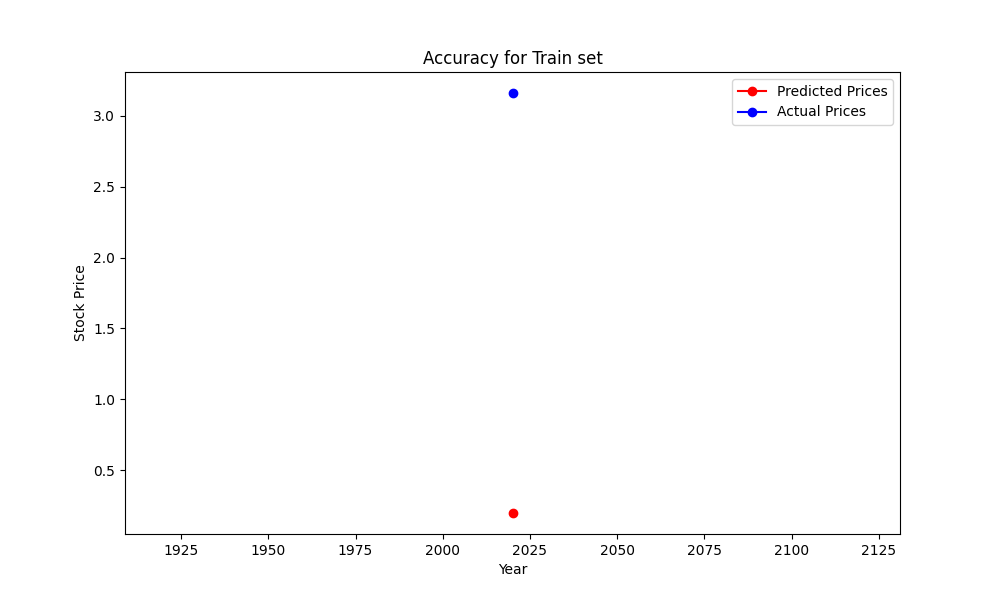 Accuracy for Train set
Predicted Prices
Actual Prices
3.0
2.5
2.0
1.5
1.0
0.5
Stock Price
1925 1950 1975 2000 2025 2050 2075 2100 2125
Year